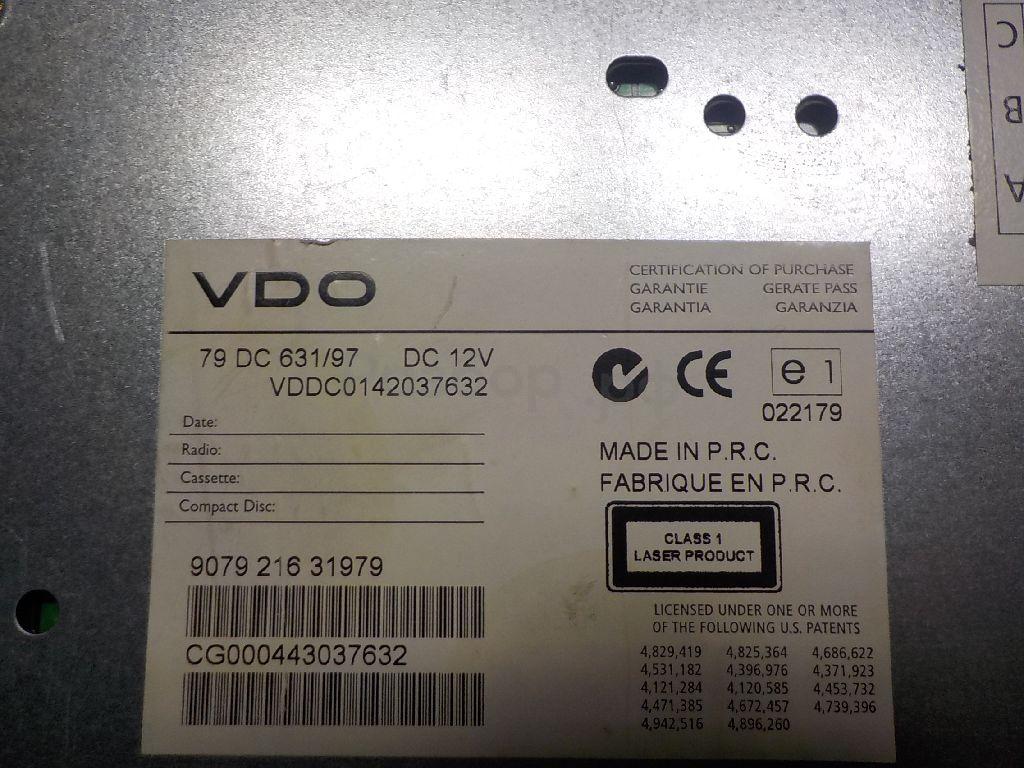 C
B
A
VDO
CERTIFICATION OF PURCHASE
GARANTIE GERATE PASS
GARANTIA GARANZIA
79 DC 631/97 DC 12V
VDDC0142037632
CE
e1
022179
Date:
Radio:
Cassette:
Compact Disc:
MADE IN P.R.C.
FABRIQUE EN P.R.C.
CLASS 1
LASER PRODUCT
9079 216 31979
CG000443037632
LICENSED UNDER ONE OR MORE
OF THE FOLLOWING U.S. PATENTS
4,829,419 4,825,364 4,686,622
4,531,182 4,396,976 4,371,923
4,121,284 4,120,585 4,453,732
4,471,385 4,672,457 4,739,396
4,942,516 4,896,260